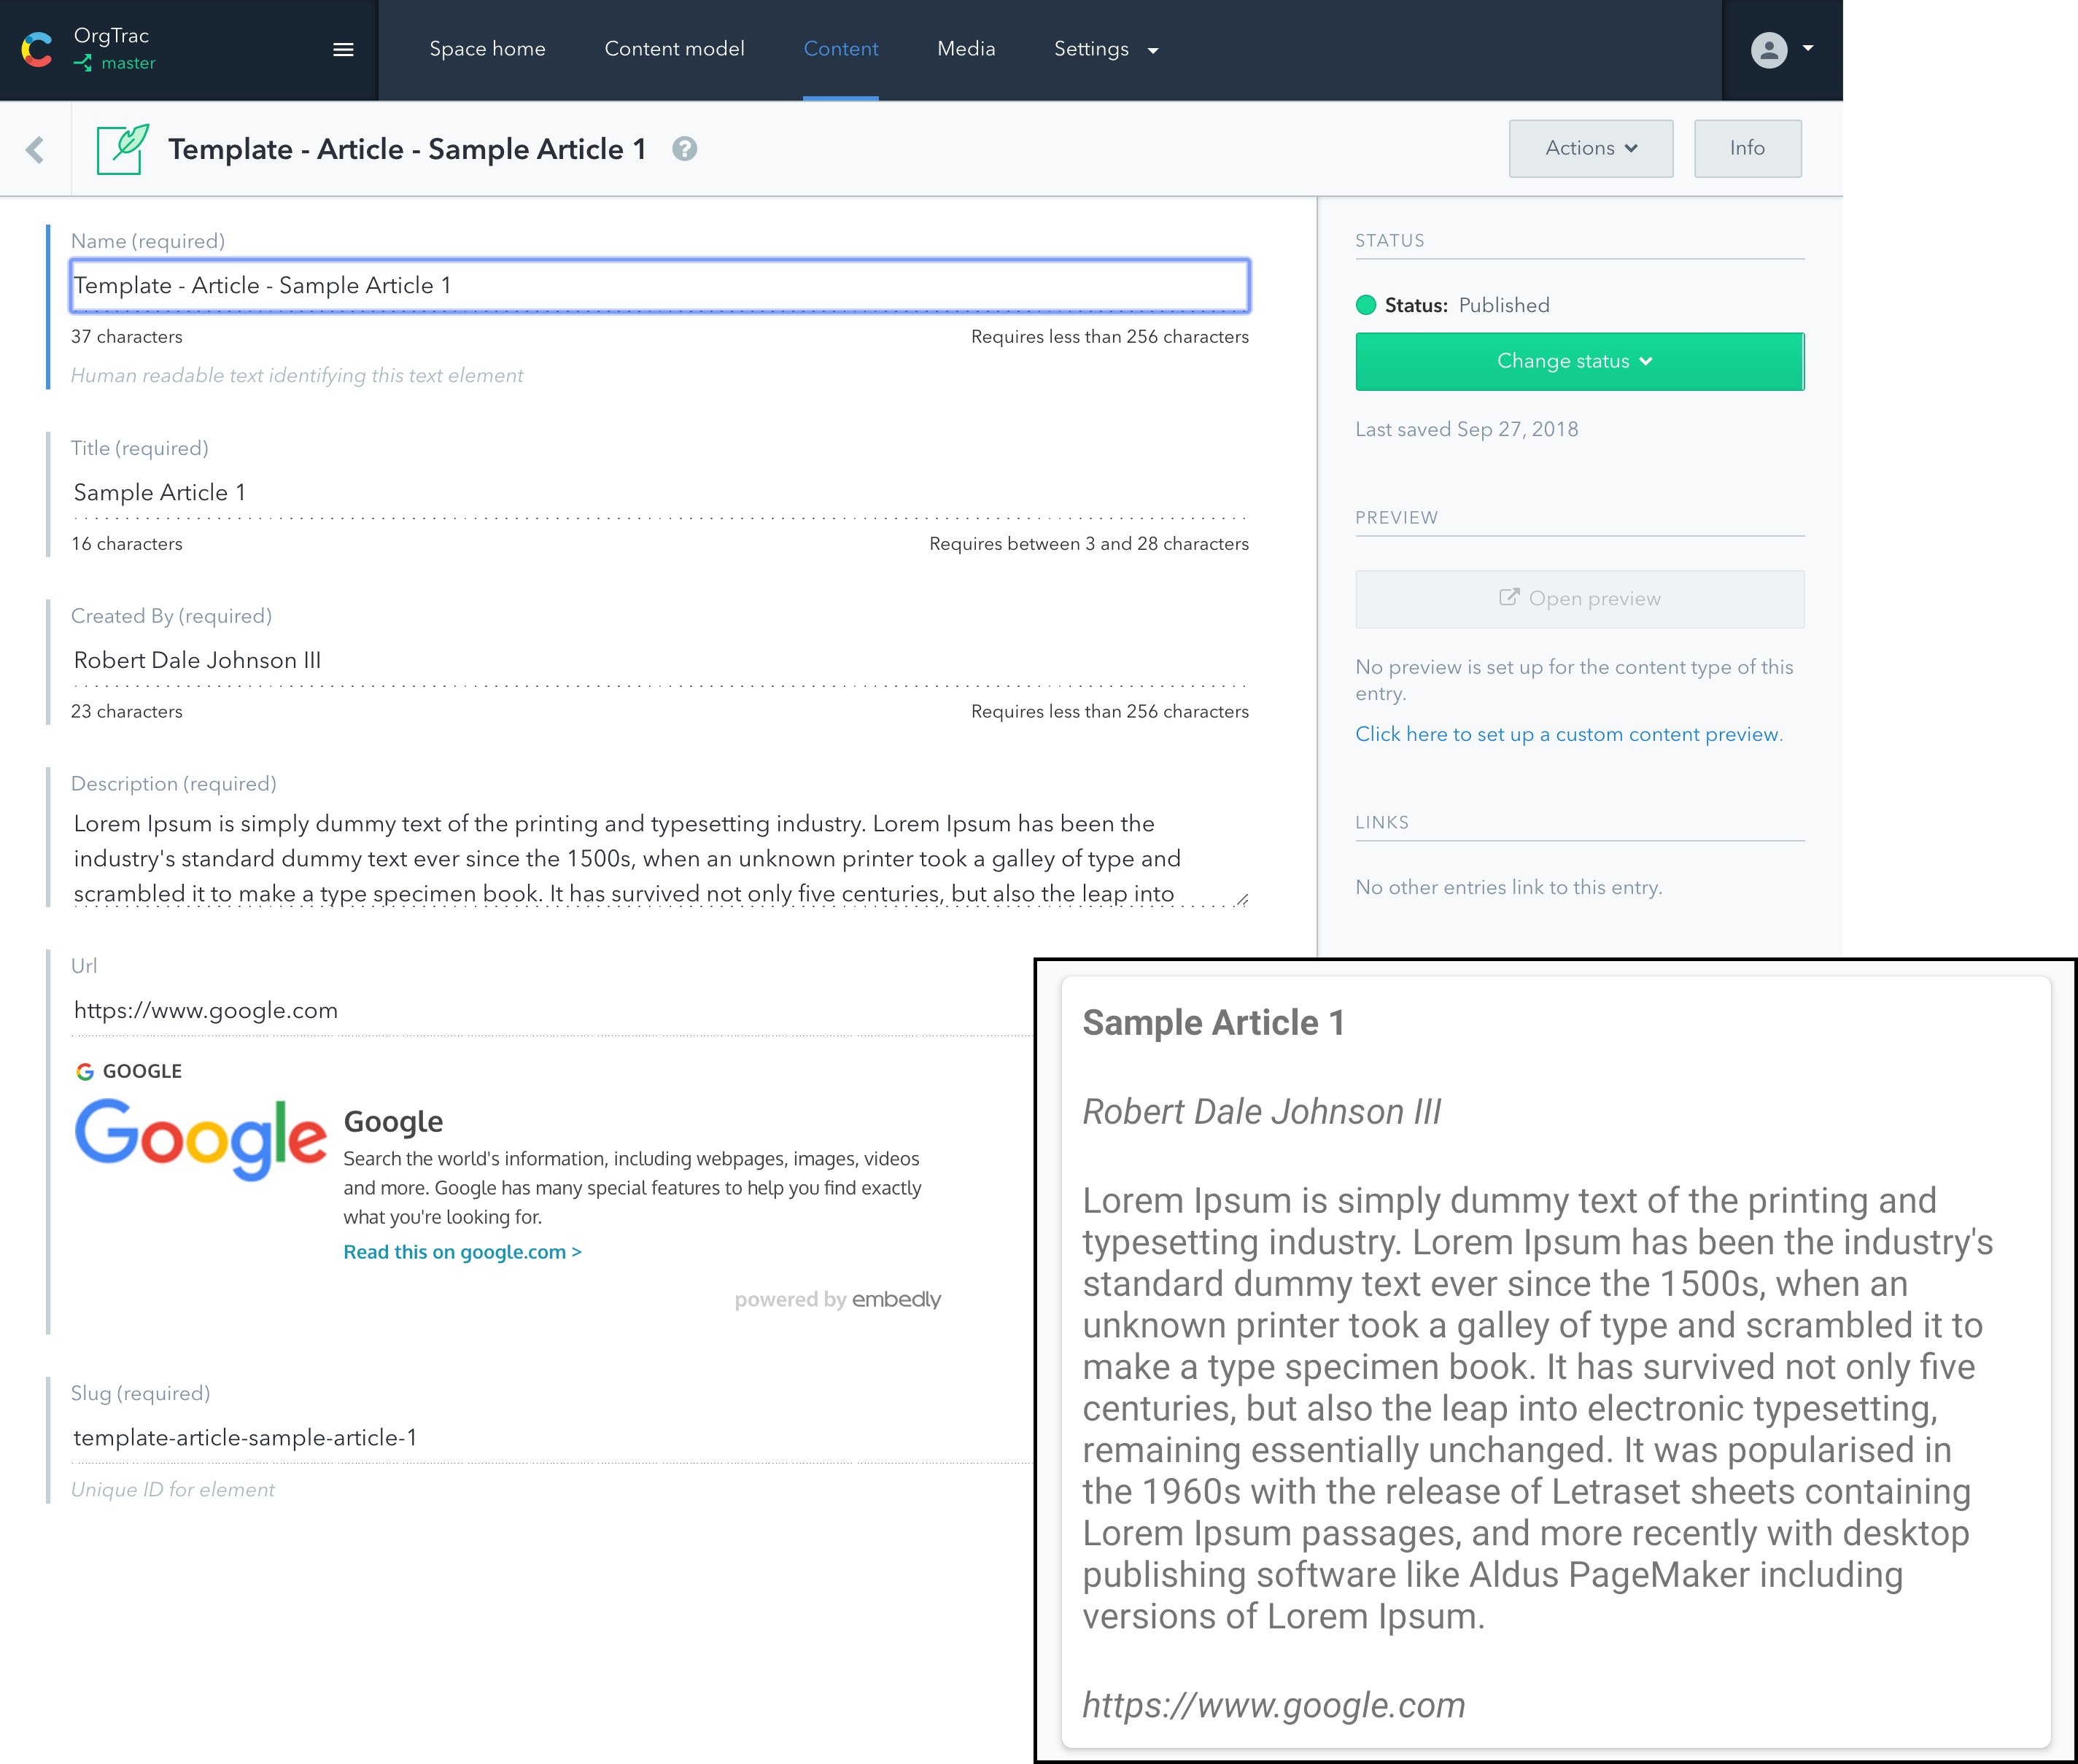 OrgTrac
master
Space home
Content model
Content
Media
Settings
Template - Article - Sample Article 1
?
Actions
Info
Name (required)
Template - Article - Sample Article 1
37 characters
Requires less than 256 characters
Human readable text identifying this text element
Title (required)
Sample Article 1
16 characters
Requires between 3 and 28 characters
Created By (required)
Robert Dale Johnson III
23 characters
Requires less than 256 characters
Description (required)
Lorem Ipsum is simply dummy text of the printing and typesetting industry. Lorem Ipsum has been the
industry's standard dummy text ever since the 1500s, when an unknown printer took a galley of type and
scrambled it to make a type specimen book. It has survived not only five centuries, but also the leap into
Url
https://www.google.com
GOOGLE
Google
Google
Search the world's information, including webpages, images, videos
and more. Google has many special features to help you find exactly
what you're looking for.
Read this on google.com >
powered by embedly
Slug (required)
template-article-sample-article-1
Unique ID for element
STATUS
Status: Published
Change status
Last saved Sep 27, 2018
PREVIEW
Open preview
No preview is set up for the content type of this
entry.
Click here to set up a custom content preview.
LINKS
No other entries link to this entry.
Sample Article 1
Robert Dale Johnson III
Lorem Ipsum is simply dummy text of the printing and
typesetting industry. Lorem Ipsum has been the industry's
standard dummy text ever since the 1500s, when an
unknown printer took a galley of type and scrambled it to
make a type specimen book. It has survived not only five
centuries, but also the leap into electronic typesetting,
remaining essentially unchanged. It was popularised in
the 1960s with the release of Letraset sheets containing
Lorem Ipsum passages, and more recently with desktop
publishing software like Aldus PageMaker including
versions of Lorem Ipsum.
https://www.google.com